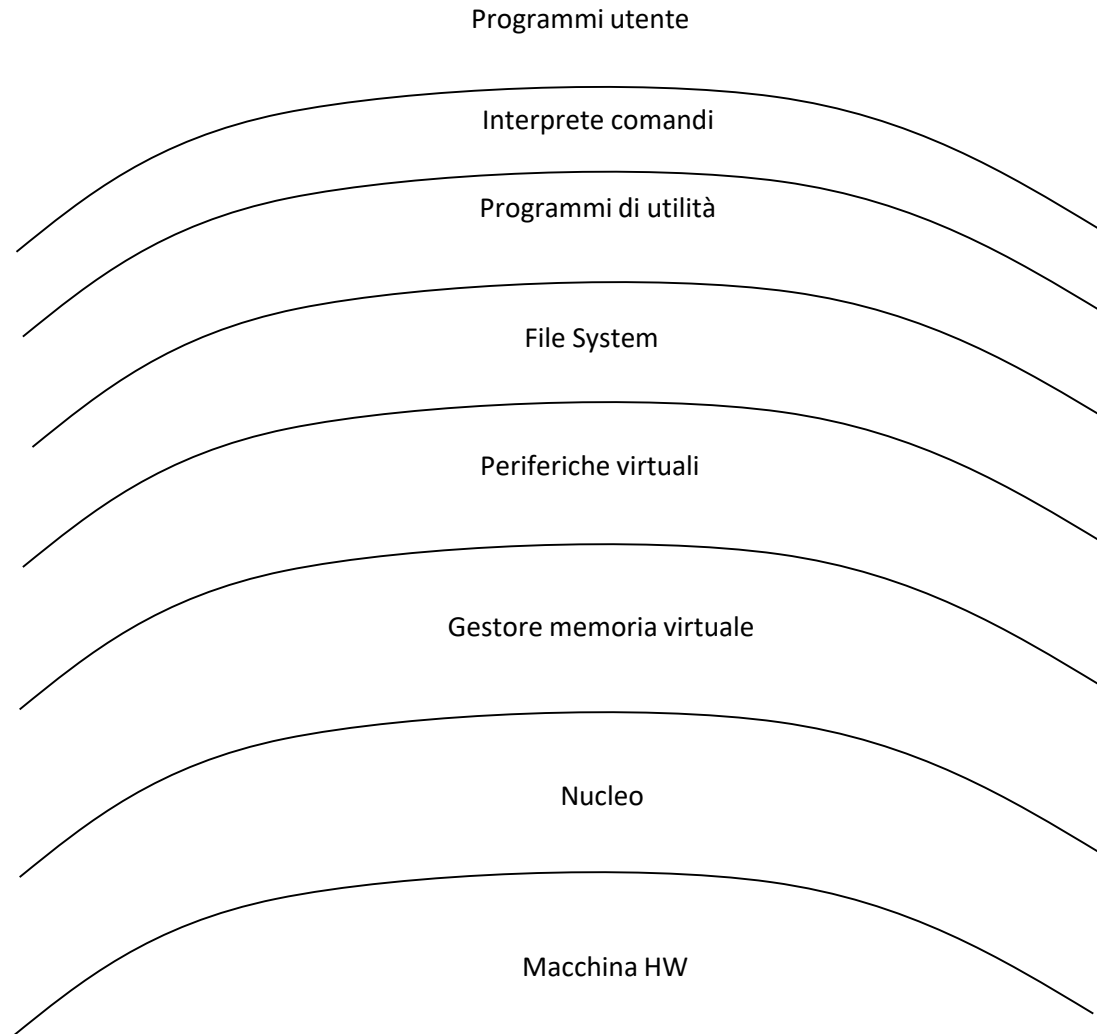 Programmi utente
Interprete comandi
Programmi di utilità
File System
Periferiche virtuali
Gestore memoria virtuale
Nucleo
Macchina HW